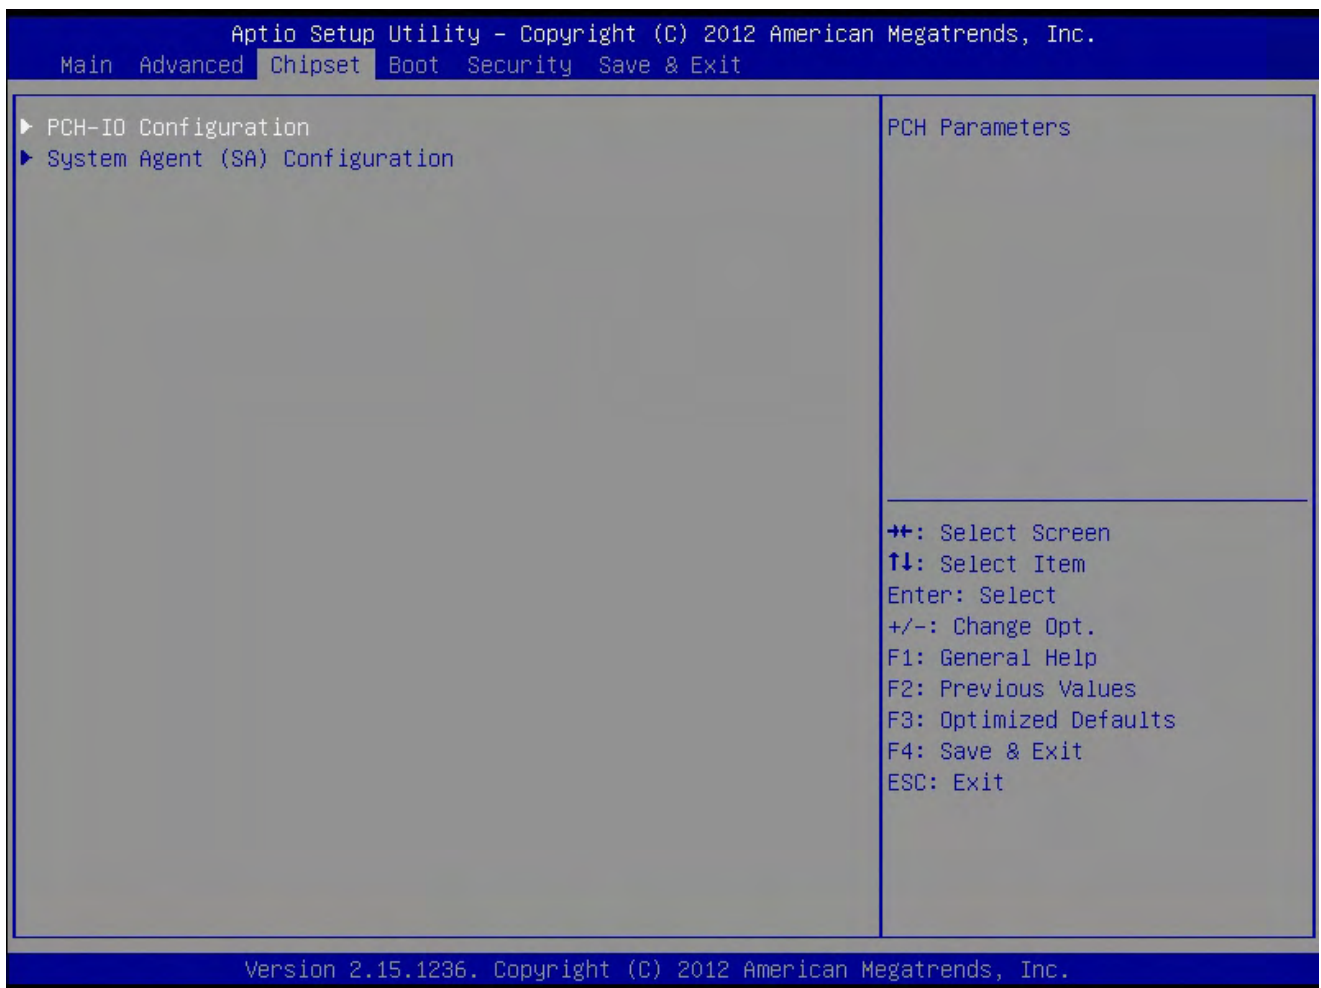 Aptio Setup Utility – Copyright (C) 2012 American Megatrends, Inc.
Main Advanced Chipset Boot Security Save & Exit
▶ PCH-IO Configuration
▶ System Agent (SA) Configuration
PCH Parameters
→←: Select Screen
↑↓: Select Item
Enter: Select
+/-: Change Opt.
F1: General Help
F2: Previous Values
F3: Optimized Defaults
F4: Save & Exit
ESC: Exit
Version 2.15.1236. Copyright (C) 2012 American Megatrends, Inc.